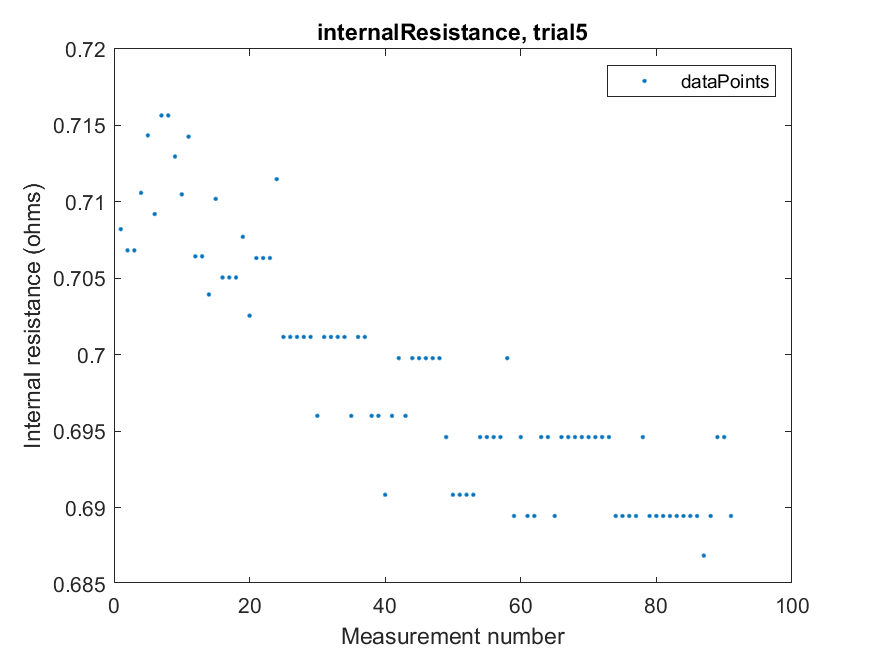 internalResistance, trial5
dataPoints
0.72
0.715
0.71
0.705
0.7
0.695
0.69
0.685
Internal resistance (ohms)
0 20 40 60 80 100
Measurement number